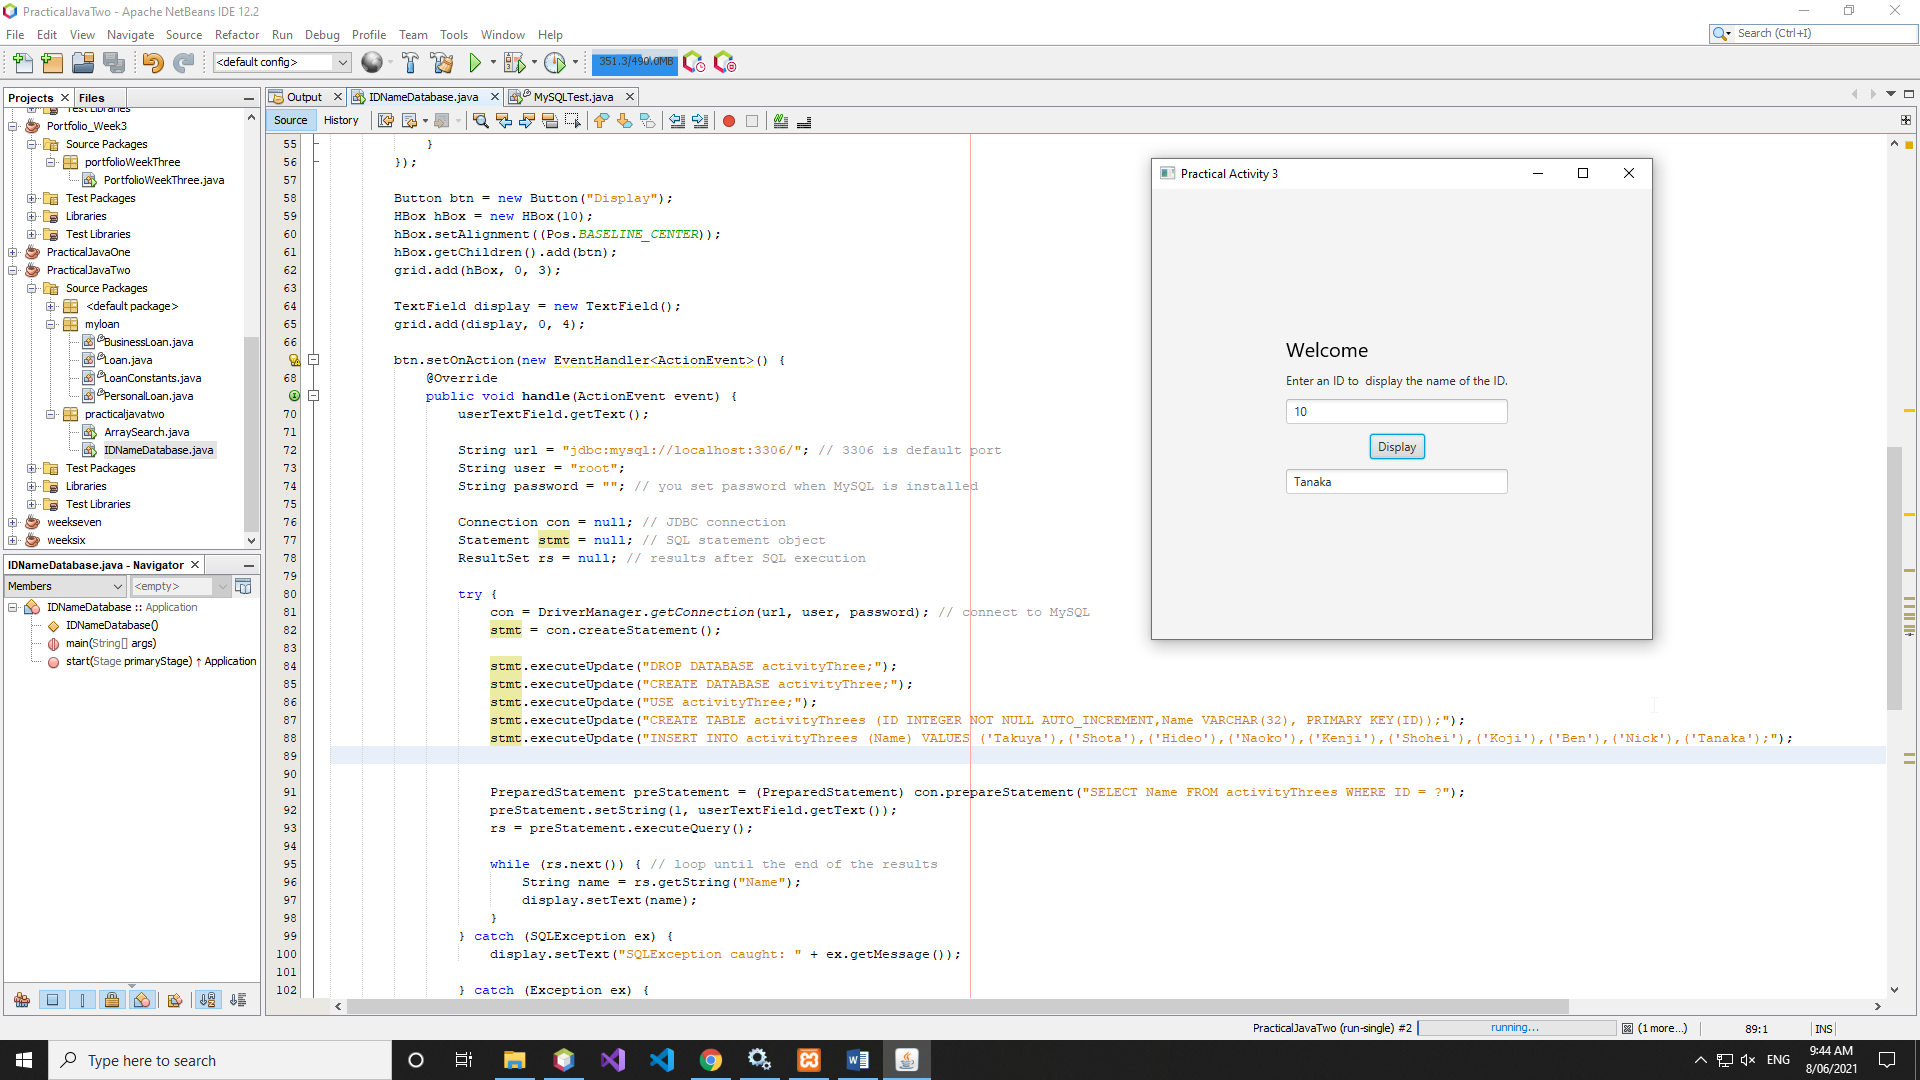 PracticalJavaTwo - Apache NetBeans IDE 12.2
File Edit View Navigate Source Refactor Run Debug Profile Team Tools Window Help
Search (Ctrl+I)
<default config>
351.3/490.0MB
Projects Files
Test Libraries
Portfolio_Week3
Source Packages
portfolioWeekThree
PortfolioWeekThree.java
Test Packages
Libraries
Test Libraries
PracticalJavaOne
PracticalJavaTwo
Source Packages
<default package>
myloan
BusinessLoan.java
Loan.java
LoanConstants.java
PersonalLoan.java
practicaljavatwo
ArraySearch.java
IDNameDatabase.java
Test Packages
Libraries
Test Libraries
weekseven
weeksix
IDNameDatabase.java - Navigator
Members <empty>
IDNameDatabase :: Application
IDNameDatabase()
main(String[] args)
start(Stage primaryStage) ↑ Application
Output IDNameDatabase.java MySQLTest.java
Source History
55 }
56 });
57
58 Button btn = new Button("Display");
59 HBox hBox = new HBox(10);
60 hBox.setAlignment((Pos.BASELINE_CENTER));
61 hBox.getChildren().add(btn);
62 grid.add(hBox, 0, 3);
63
64 TextField display = new TextField();
65 grid.add(display, 0, 4);
66
btn.setOnAction(new EventHandler<ActionEvent>() {
68 @Override
public void handle(ActionEvent event) {
70 userTextField.getText();
71
72 String url = "jdbc:mysql://localhost:3306/"; // 3306 is default port
73 String user = "root";
74 String password = ""; // you set password when MySQL is installed
75
76 Connection con = null; // JDBC connection
77 Statement stmt = null; // SQL statement object
78 ResultSet rs = null; // results after SQL execution
79
80 try {
81 con = DriverManager.getConnection(url, user, password); // connect to MySQL
82 stmt = con.createStatement();
83
84 stmt.executeUpdate("DROP DATABASE activityThree;");
85 stmt.executeUpdate("CREATE DATABASE activityThree;");
86 stmt.executeUpdate("USE activityThree;");
87 stmt.executeUpdate("CREATE TABLE activityThrees (ID INTEGER NOT NULL AUTO_INCREMENT,Name VARCHAR(32), PRIMARY KEY(ID));");
88 stmt.executeUpdate("INSERT INTO activityThrees (Name) VALUES ('Takuya'),('Shota'),('Hideo'),('Naoko'),('Kenji'),('Shohei'),('Koji'),('Ben'),('Nick'),('Tanaka');");
89
90
91 PreparedStatement preStatement = (PreparedStatement) con.prepareStatement("SELECT Name FROM activityThrees WHERE ID = ?");
92 preStatement.setString(1, userTextField.getText());
93 rs = preStatement.executeQuery();
94
95 while (rs.next()) { // loop until the end of the results
96 String name = rs.getString("Name");
97 display.setText(name);
98 }
99 } catch (SQLException ex) {
100 display.setText("SQLException caught: " + ex.getMessage());
101
102 } catch (Exception ex) {
Practical Activity 3
Welcome
Enter an ID to  display the name of the ID.
10
Display
Tanaka
PracticalJavaTwo (run-single) #2 running... (1 more...) 89:1 INS
Type here to search
ENG
9:44 AM
8/06/2021